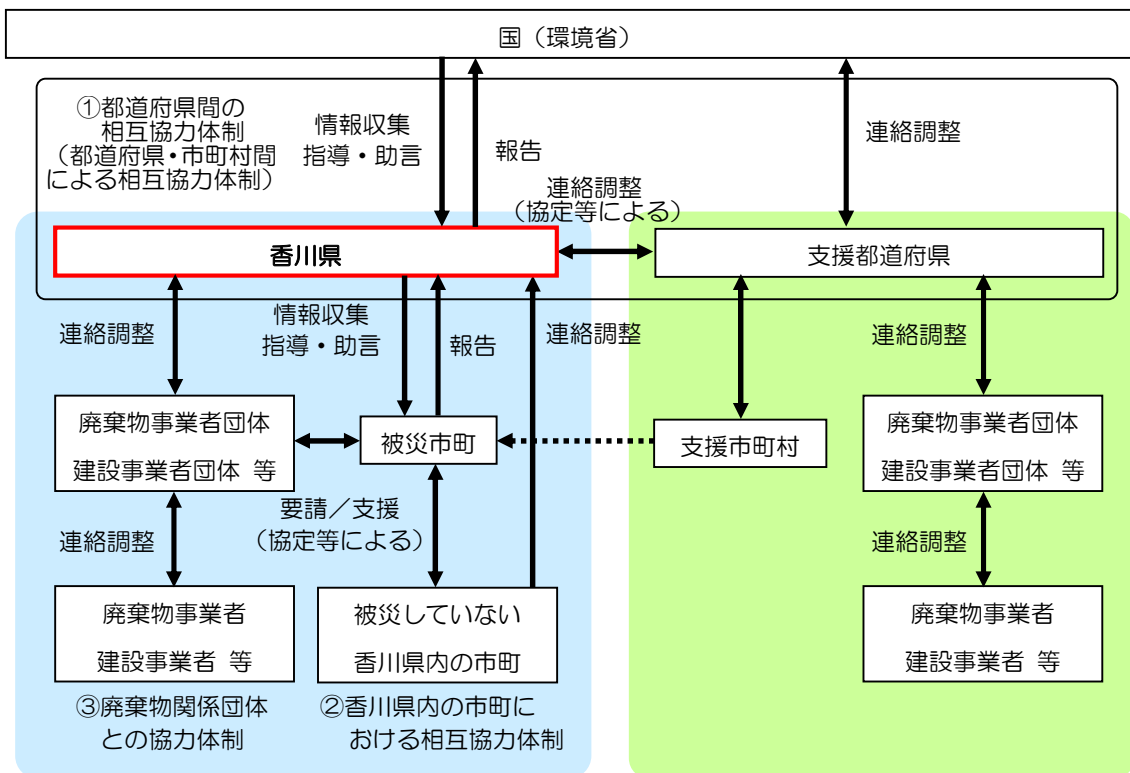 国（環境省）
①都道府県間の
相互協力体制
（都道府県・市町村間
による相互協力体制）
情報収集
指導・助言
報告
連絡調整
連絡調整
（協定等による）
香川県
支援都道府県
連絡調整
情報収集
指導・助言
報告
連絡調整
連絡調整
廃棄物事業者団体
建設事業者団体 等
被災市町
支援市町村
廃棄物事業者団体
建設事業者団体 等
連絡調整
要請／支援
（協定等による）
連絡調整
廃棄物事業者
建設事業者 等
被災していない
香川県内の市町
廃棄物事業者
建設事業者 等
③廃棄物関係団体
との協力体制
②香川県内の市町に
おける相互協力体制